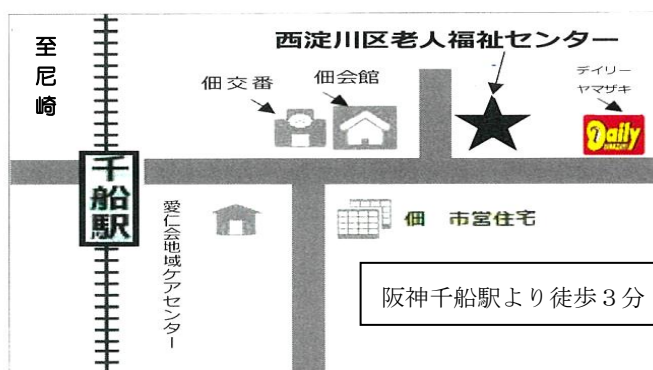 至尼崎
西淀川区老人福祉センター
佃交番
佃会館
デイリー
ヤマザキ
Daily
千船駅
愛仁会地域ケアセンター
佃 市営住宅
阪神千船駅より徒歩３分